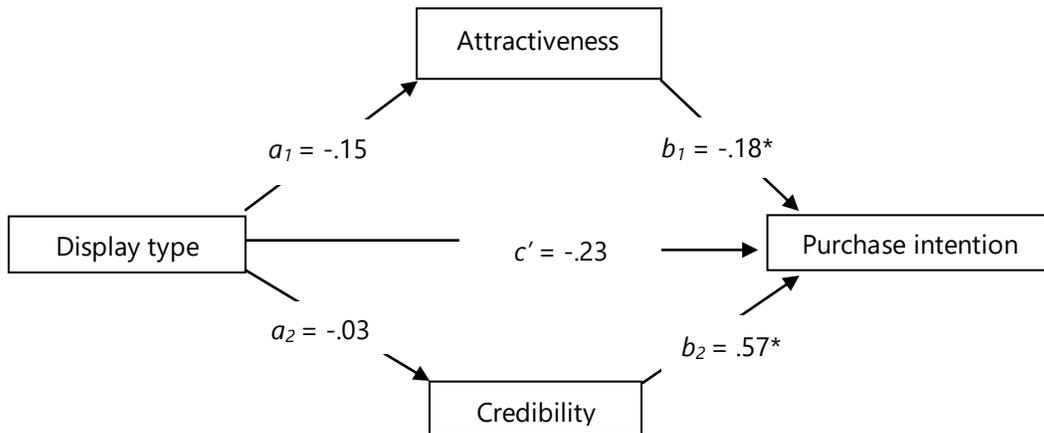 Attractiveness
a1 = -.15
b1 = -.18*
Display type
c′ = -.23
Purchase intention
a2 = -.03
b2 = .57*
Credibility